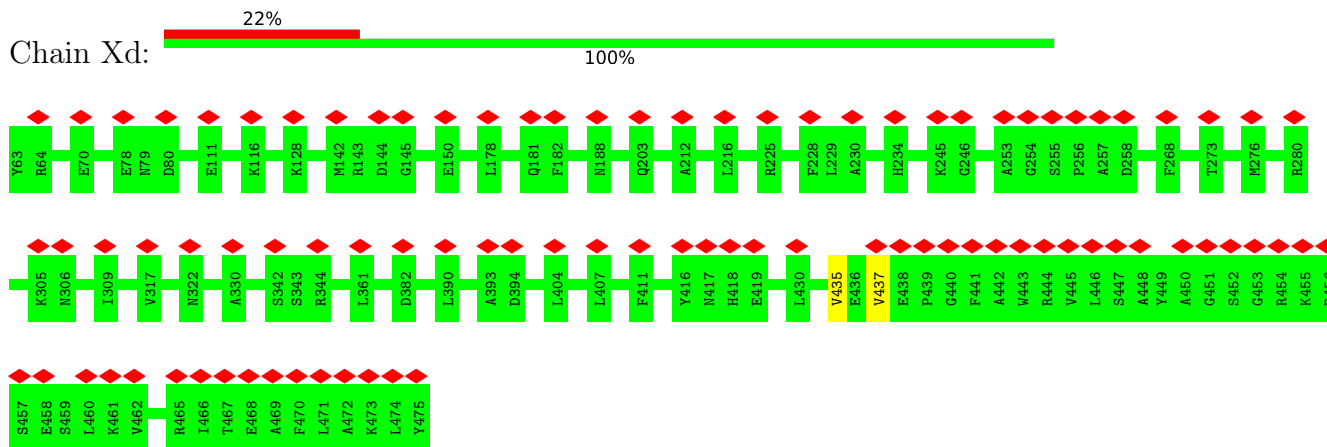 22%
Chain Xd:
100%
Y63 R64 E70 E78 N79 D80 E111 K116 K128 M142 R143 D144 G145 E150 L178 Q181 F182 N188 Q203 A212 L216 R225 F228 L229 A230 H234 K245 G246 A253 G254 S255 P256 A257 D258 F268 T273 M276 R280
K305 N306 I309 V317 N322 A330 S342 S343 R344 L361 D382 L390 A393 D394 L404 L407 F411 Y416 N417 H418 E419 L430 V435 E436 V437 E438 P439 G440 F441 A442 W443 R444 V445 L446 S447 A448 Y449 A450 G451 S452 G453 R454 K455
S457 E458 S459 L460 K461 V462 R465 I466 T467 E468 A469 F470 L471 A472 K473 L474 Y475